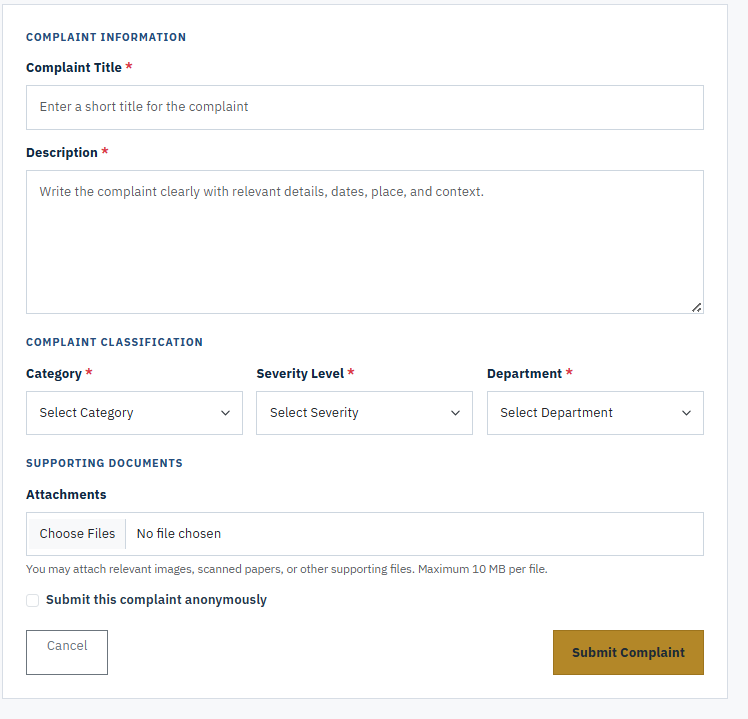 COMPLAINT INFORMATION
Complaint Title *
Enter a short title for the complaint
Description *
Write the complaint clearly with relevant details, dates, place, and context.
COMPLAINT CLASSIFICATION
Category * Severity Level * Department *
Select Category Select Severity Select Department
SUPPORTING DOCUMENTS
Attachments
Choose Files No file chosen
You may attach relevant images, scanned papers, or other supporting files. Maximum 10 MB per file.
Submit this complaint anonymously
Cancel Submit Complaint